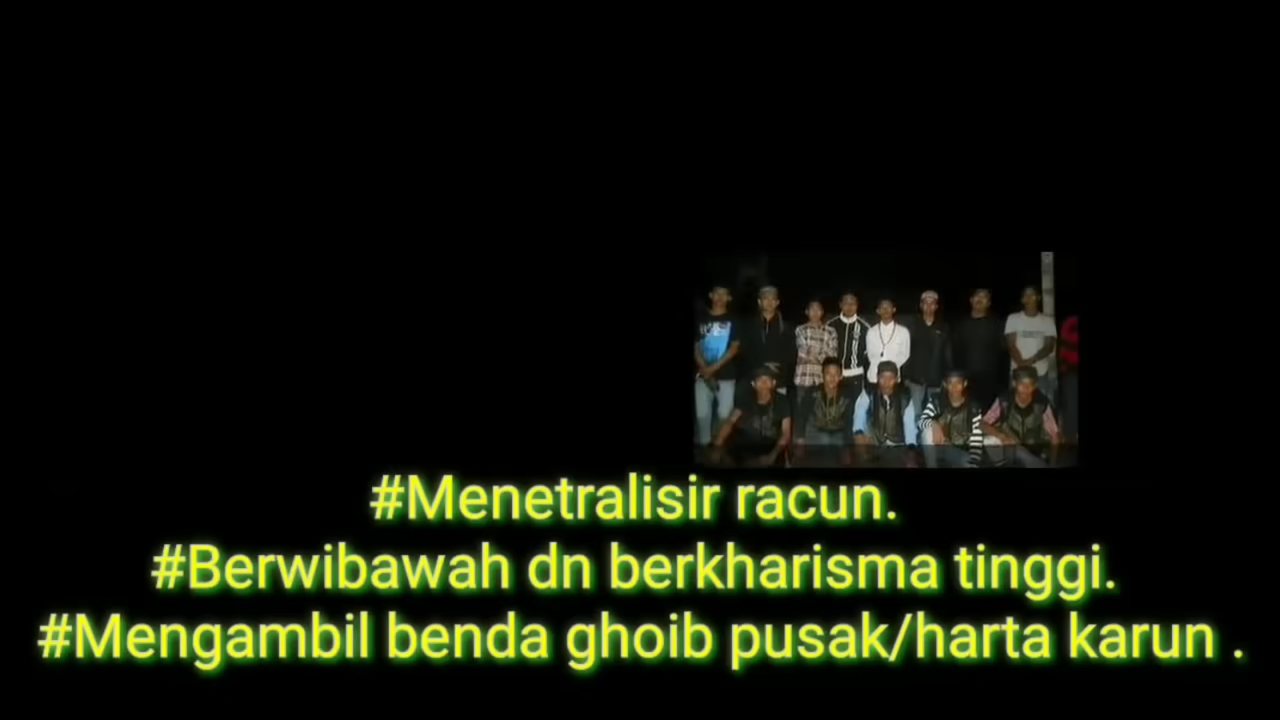 #Menetralisir racun.
#Berwibawah dn berkharisma tinggi.
#Mengambil benda ghoib pusak/harta karun .